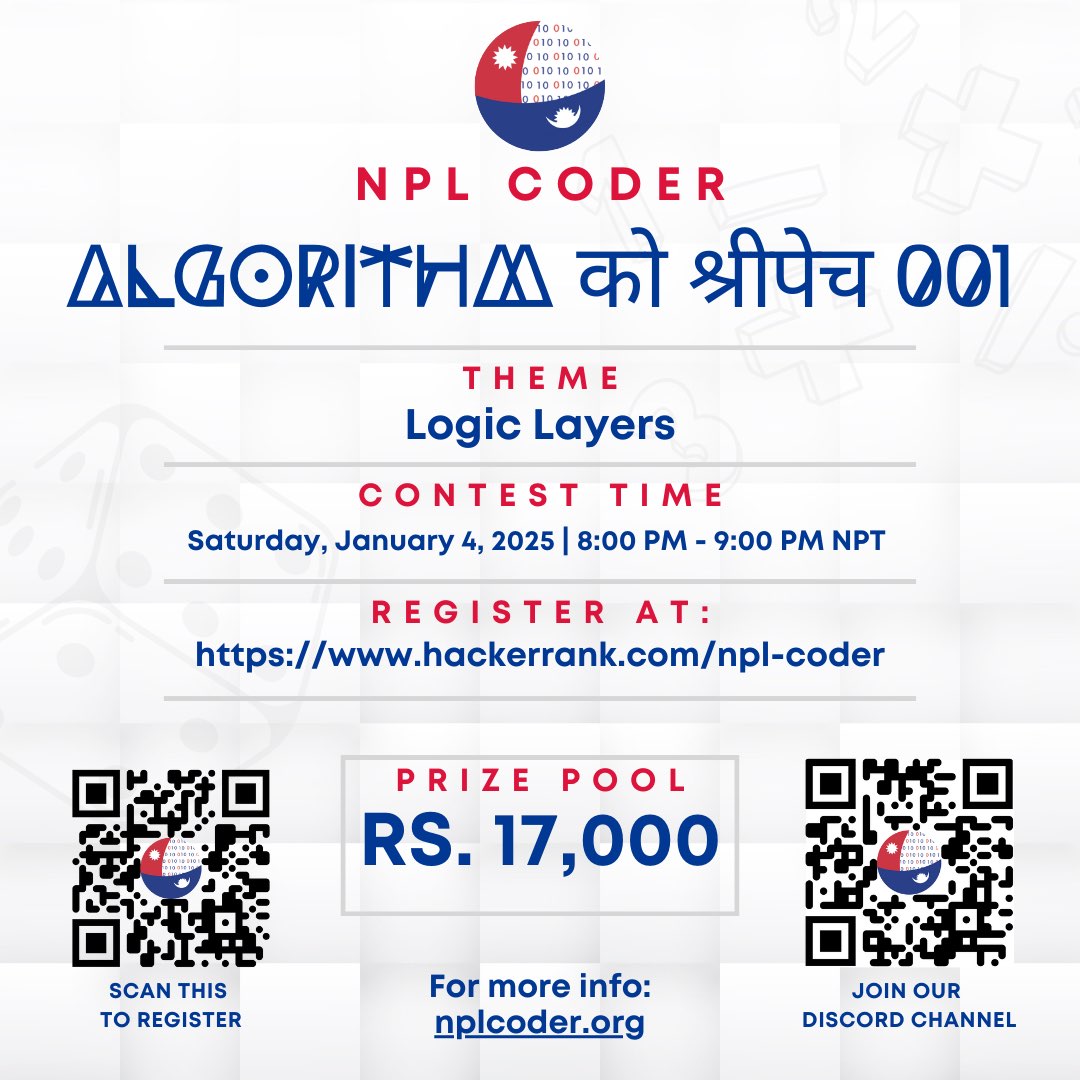 NPL CODER
ALGORITHM को श्रीपेच 001
THEME
Logic Layers
CONTEST TIME
Saturday, January 4, 2025 | 8:00 PM - 9:00 PM NPT
REGISTER AT:
https://www.hackerrank.com/npl-coder
PRIZE POOL
RS. 17,000
SCAN THIS
TO REGISTER
For more info:
nplcoder.org
JOIN OUR
DISCORD CHANNEL